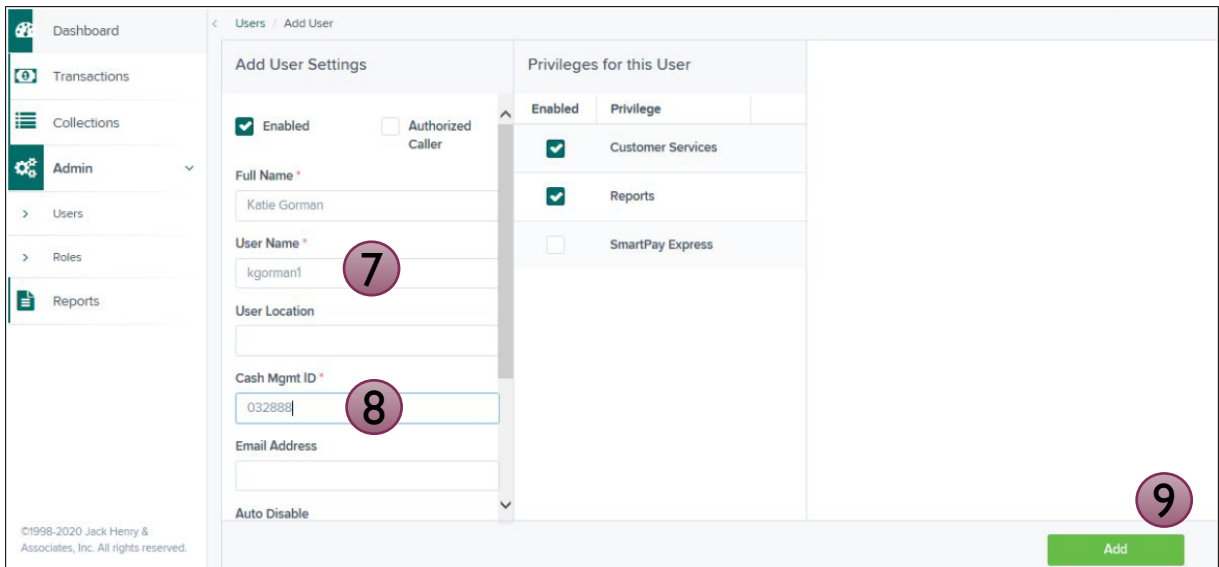 Dashboard
Transactions
Collections
Admin
Users
Roles
Reports
©1998-2020 Jack Henry &
Associates, Inc. All rights reserved.
< Users / Add User
Add User Settings
Enabled
Authorized
Caller
Full Name *
Katie Gorman
User Name *
kgorman1
7
User Location
Cash Mgmt ID *
032888
8
Email Address
Auto Disable
Privileges for this User
Enabled Privilege
Customer Services
Reports
SmartPay Express
9
Add